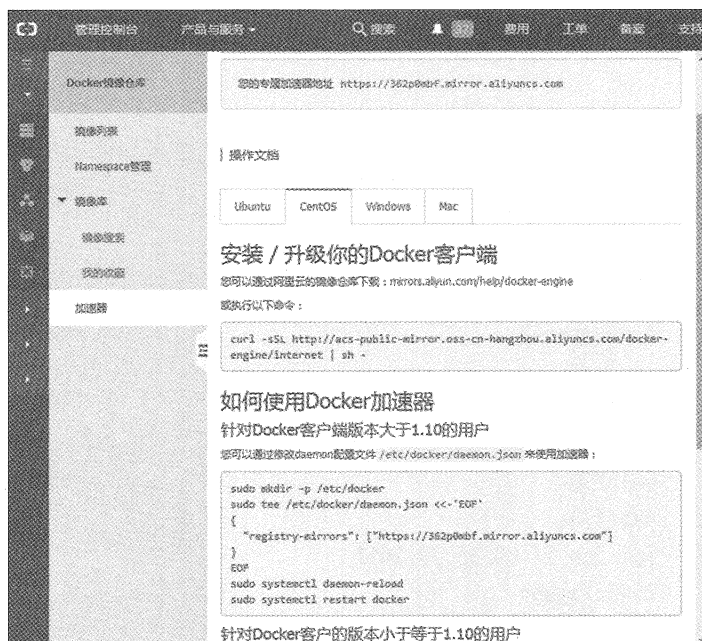 管理控制台 产品与服务 搜索 37 费用 工单 备案 支持
Docker镜像仓库
镜像列表
Namespace管理
镜像库
镜像搜索
我的收藏
加速器
您的专属加速器地址 https://362p0mbf.mirror.aliyuncs.com
操作文档
Ubuntu CentOS Windows Mac
安装 / 升级你的Docker客户端
您可以通过阿里云的镜像仓库下载：mirrors.aliyun.com/help/docker-engine
或执行以下命令：
curl -sSL http://acs-public-mirror.oss-cn-hangzhou.aliyuncs.com/docker-
engine/internet | sh -
如何使用Docker加速器
针对Docker客户端版本大于1.10的用户
您可以通过修改daemon配置文件 /etc/docker/daemon.json 来使用加速器：
sudo mkdir -p /etc/docker
sudo tee /etc/docker/daemon.json <<-'EOF'
{
"registry-mirrors": ["https://362p0mbf.mirror.aliyuncs.com"]
}
EOF
sudo systemctl daemon-reload
sudo systemctl restart docker
针对Docker客户的版本小于等于1.10的用户